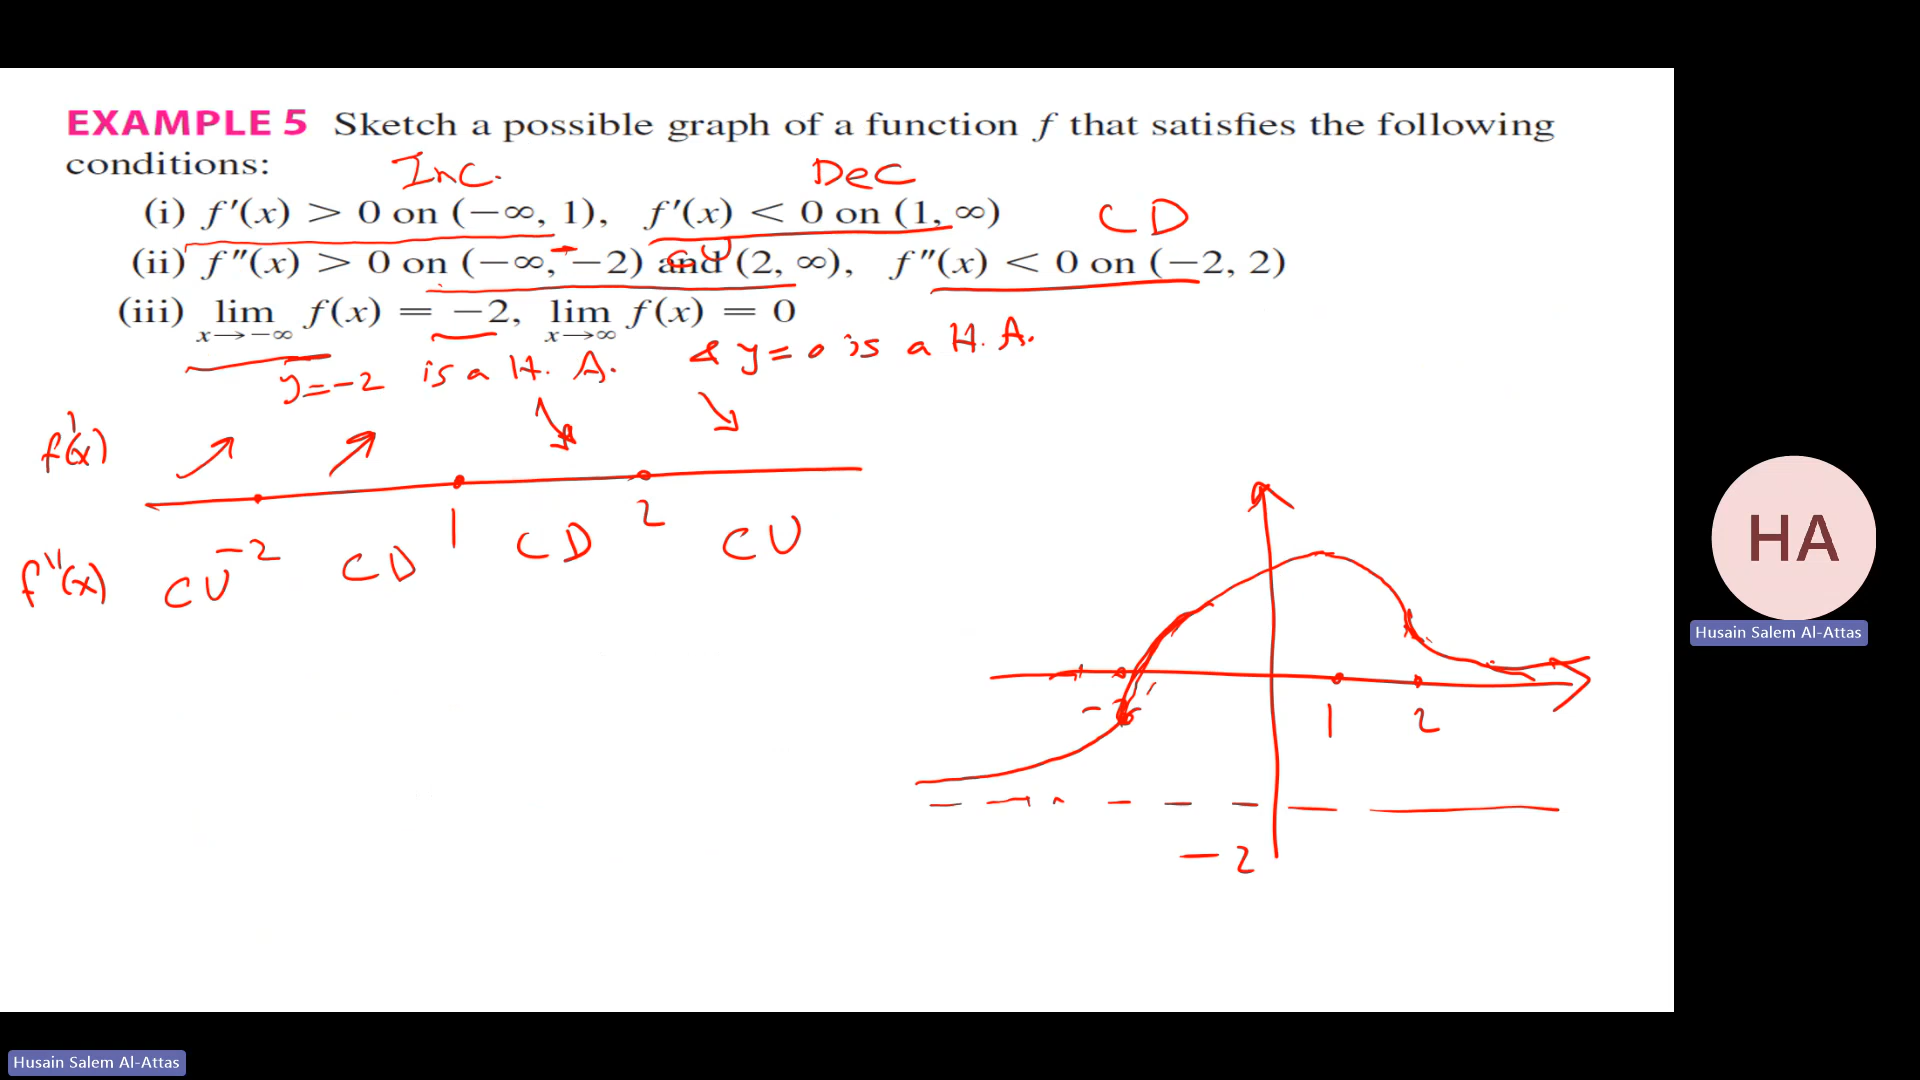 EXAMPLE 5 Sketch a possible graph of a function f that satisfies the following
conditions:
Inc. Dec
(i) f′(x) > 0 on (−∞, 1), f′(x) < 0 on (1, ∞)
CD
(ii) f″(x) > 0 on (−∞, −2) and (2, ∞), f″(x) < 0 on (−2, 2)
CU
(iii) lim x→−∞ f(x) = −2, lim x→∞ f(x) = 0
y=-2 is a H. A. & y=0 is a H. A.
f'(x)
-2 1 2
f''(x) CU CD CD CU
-2 1 2
-2
HA
Husain Salem Al-Attas
Husain Salem Al-Attas